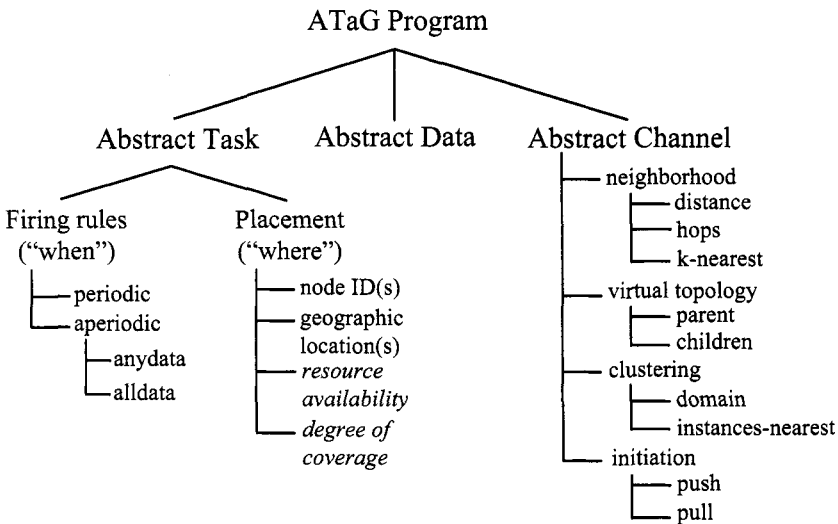 ATaG Program
Abstract Task
Abstract Data
Abstract Channel
Firing rules
("when")
periodic
aperiodic
anydata
alldata
Placement
("where")
node ID(s)
geographic
location(s)
resource
availability
degree of
coverage
neighborhood
distance
hops
k-nearest
virtual topology
parent
children
clustering
domain
instances-nearest
initiation
push
pull